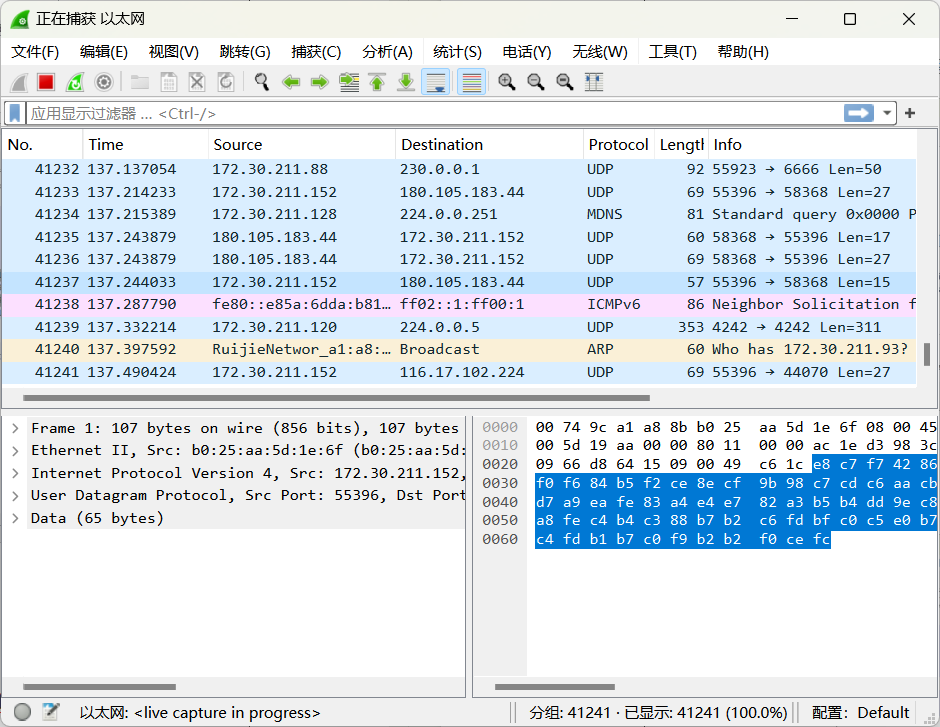 正在捕获 以太网
文件(F) 编辑(E) 视图(V) 跳转(G) 捕获(C) 分析(A) 统计(S) 电话(Y) 无线(W) 工具(T) 帮助(H)
应用显示过滤器 … <Ctrl-/>
No. Time Source Destination Protocol Length Info
41232 137.137054 172.30.211.88 230.0.0.1 UDP 92 55923 → 6666 Len=50
41233 137.214233 172.30.211.152 180.105.183.44 UDP 69 55396 → 58368 Len=27
41234 137.215389 172.30.211.128 224.0.0.251 MDNS 81 Standard query 0x0000 P
41235 137.243879 180.105.183.44 172.30.211.152 UDP 60 58368 → 55396 Len=17
41236 137.243879 180.105.183.44 172.30.211.152 UDP 69 58368 → 55396 Len=27
41237 137.244033 172.30.211.152 180.105.183.44 UDP 57 55396 → 58368 Len=15
41238 137.287790 fe80::e85a:6dda:b81… ff02::1:ff00:1 ICMPv6 86 Neighbor Solicitation f
41239 137.332214 172.30.211.120 224.0.0.5 UDP 353 4242 → 4242 Len=311
41240 137.397592 RuijieNetwor_a1:a8:… Broadcast ARP 60 Who has 172.30.211.93?
41241 137.490424 172.30.211.152 116.17.102.224 UDP 69 55396 → 44070 Len=27
Frame 1: 107 bytes on wire (856 bits), 107 bytes
Ethernet II, Src: b0:25:aa:5d:1e:6f (b0:25:aa:5d:
Internet Protocol Version 4, Src: 172.30.211.152,
User Datagram Protocol, Src Port: 55396, Dst Port
Data (65 bytes)
0000 00 74 9c a1 a8 8b b0 25 aa 5d 1e 6f 08 00 45
0010 00 5d 19 aa 00 00 80 11 00 00 ac 1e d3 98 3c
0020 09 66 d8 64 15 09 00 49 c6 1c e8 c7 f7 42 86
0030 f0 f6 84 b5 f2 ce 8e cf 9b 98 c7 cd c6 aa cb
0040 d7 a9 ea fe 83 a4 e4 e7 82 a3 b5 b4 dd 9e c8
0050 a8 fe c4 b4 c3 88 b7 b2 c6 fd bf c0 c5 e0 b7
0060 c4 fd b1 b7 c0 f9 b2 b2 f0 ce fc
以太网: <live capture in progress> 分组: 41241 · 已显示: 41241 (100.0%) 配置: Default